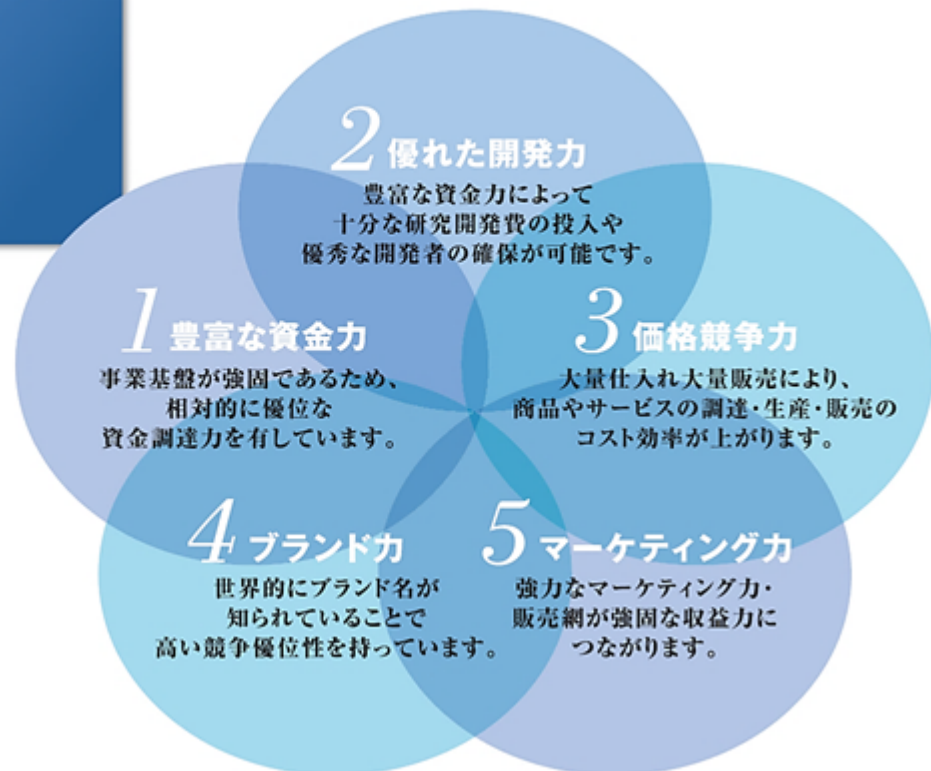 1 豊富な資金力
事業基盤が強固であるため、
相対的に優位な
資金調達力を有しています。
2 優れた開発力
豊富な資金力によって
十分な研究開発費の投入や
優秀な開発者の確保が可能です。
3 価格競争力
大量仕入れ大量販売により、
商品やサービスの調達・生産・販売の
コスト効率が上がります。
4 ブランド力
世界的にブランド名が
知られていることで
高い競争優位性を持っています。
5 マーケティング力
強力なマーケティング力・
販売網が強固な収益力に
つながります。